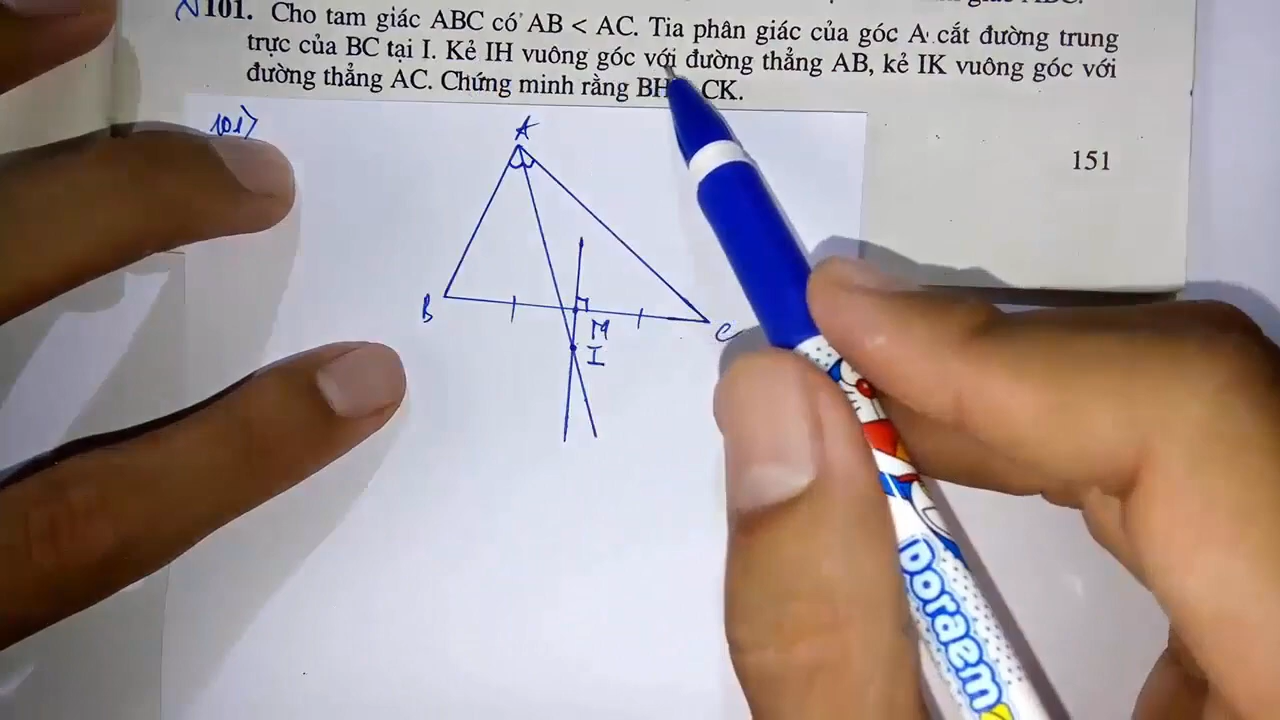 101. Cho tam giác ABC có AB < AC. Tia phân giác của góc A cắt đường trung
trực của BC tại I. Kẻ IH vuông góc với đường thẳng AB, kẻ IK vuông góc với
đường thẳng AC. Chứng minh rằng BH CK.
151
101>
A
B
M
C
I
Doraem